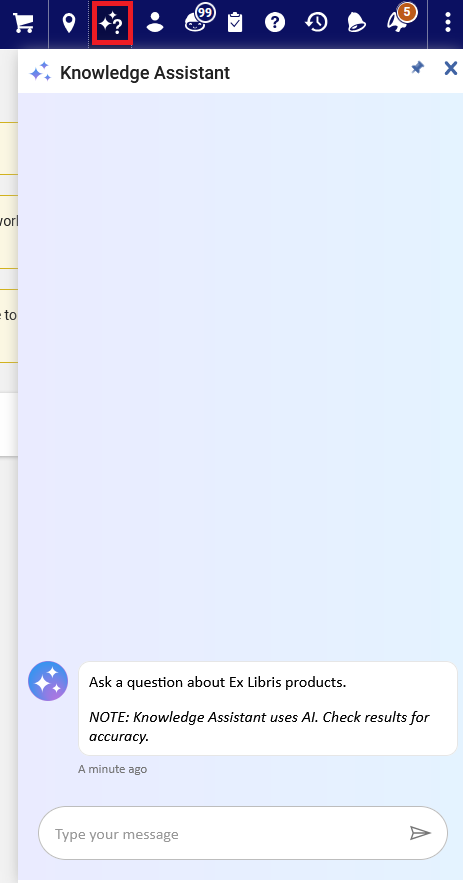 99
5
Knowledge Assistant
to
Ask a question about Ex Libris products.
NOTE: Knowledge Assistant uses AI. Check results for
accuracy.
A minute ago
Type your message